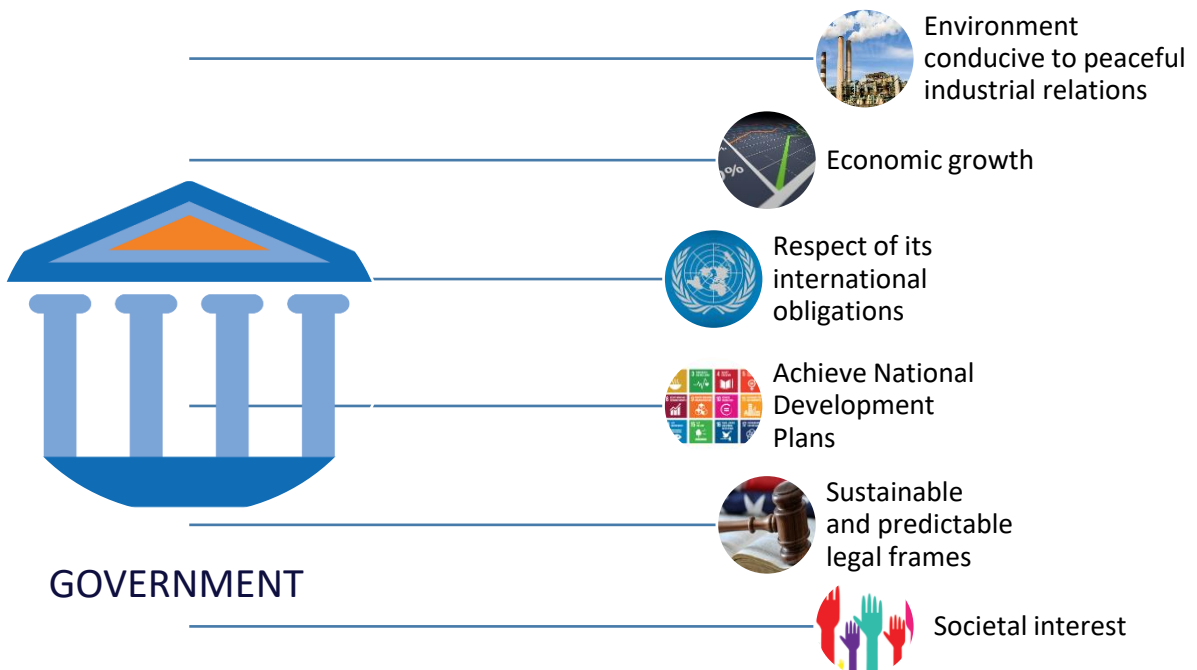 Environment
conducive to peaceful
industrial relations
Economic growth
Respect of its
international
obligations
Achieve National
Development
Plans
Sustainable
and predictable
legal frames
GOVERNMENT
Societal interest